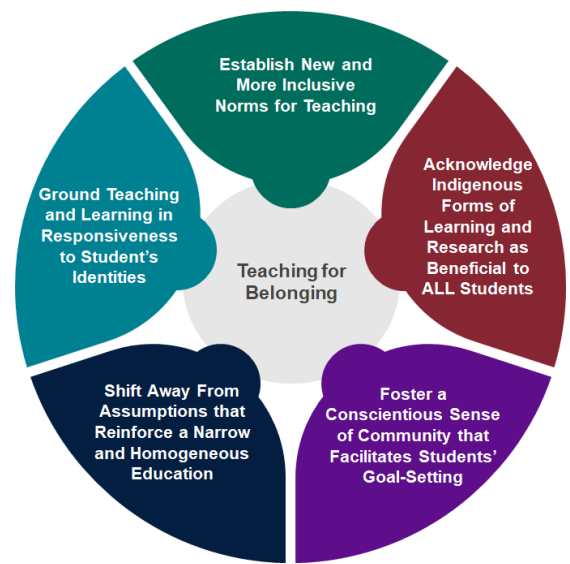 Establish New and
More Inclusive
Norms for Teaching
Acknowledge
Indigenous
Forms of
Learning and
Research as
Beneficial to
ALL Students
Foster a
Conscientious Sense
of Community that
Facilitates Students’
Goal-Setting
Shift Away From
Assumptions that
Reinforce a Narrow
and Homogeneous
Education
Ground Teaching
and Learning in
Responsiveness
to Student’s
Identities
Teaching for
Belonging